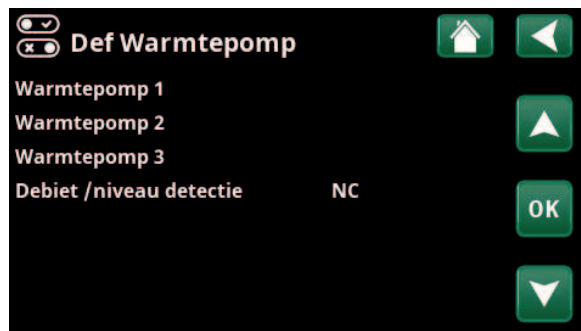 Def Warmtepomp
Warmtepomp 1
Warmtepomp 2
Warmtepomp 3
Debiet /niveau detectie NC
OK